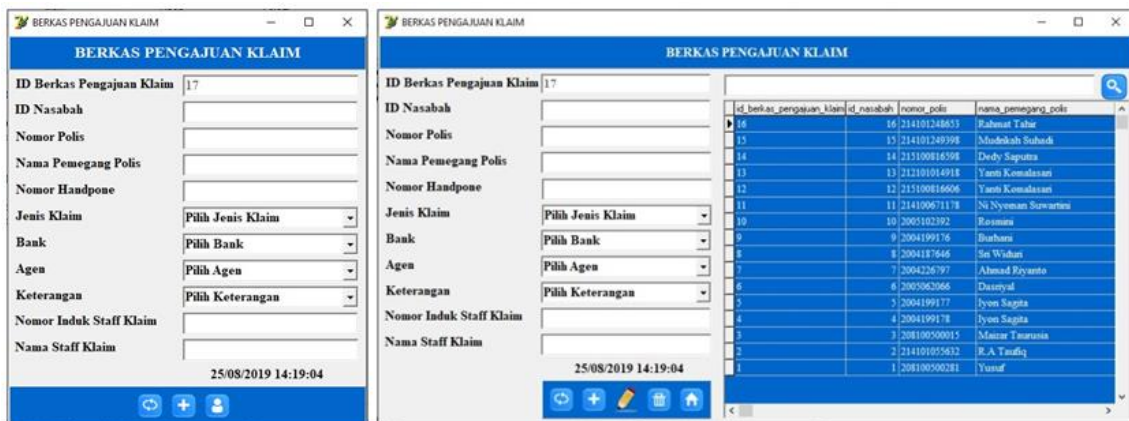 BERKAS PENGAJUAN KLAIM
BERKAS PENGAJUAN KLAIM
ID Berkas Pengajuan Klaim 17
ID Nasabah
Nomor Polis
Nama Pemegang Polis
Nomor Handpone
Jenis Klaim Pilih Jenis Klaim
Bank Pilih Bank
Agen Pilih Agen
Keterangan Pilih Keterangan
Nomor Induk Staff Klaim
Nama Staff Klaim
25/08/2019 14:19:04
BERKAS PENGAJUAN KLAIM
BERKAS PENGAJUAN KLAIM
ID Berkas Pengajuan Klaim 17
ID Nasabah
Nomor Polis
Nama Pemegang Polis
Nomor Handpone
Jenis Klaim Pilih Jenis Klaim
Bank Pilih Bank
Agen Pilih Agen
Keterangan Pilih Keterangan
Nomor Induk Staff Klaim
Nama Staff Klaim
25/08/2019 14:19:04
id_berkas_pengajuan_klaim id_nasabah nomor_polis nama_pemegang_polis
16 16 214101248653 Rahmat Tahir
15 15 214101249398 Mudrikah Suhadi
14 14 215100816598 Dedy Saputra
13 13 212101014918 Yanti Komalasari
12 12 215100816606 Yanti Komalasari
11 11 214100671178 Ni Nyoman Suwartini
10 10 2005102392 Rosmini
9 9 2004199176 Burhani
8 8 2004187646 Sri Widuri
7 7 2004226797 Ahmad Riyanto
6 6 2005062066 Dasriyal
5 5 2004199177 Iyon Sagita
4 4 2004199178 Iyon Sagita
3 3 208100500015 Maizar
2 2 214101055632 R.A Taufiq
1 1 208100500281 Yusuf